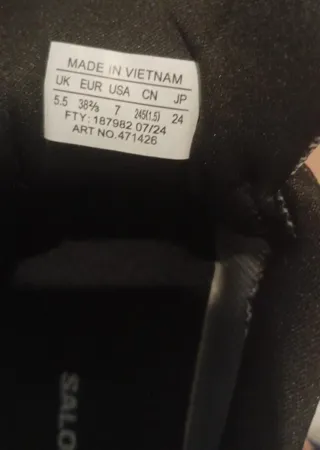 MADE IN VIETNAM
UK EUR USA CN JP
5.5 38⅔ 7 245(1.5) 24
FTY: 187982 07/24
ART NO.471426
SALO